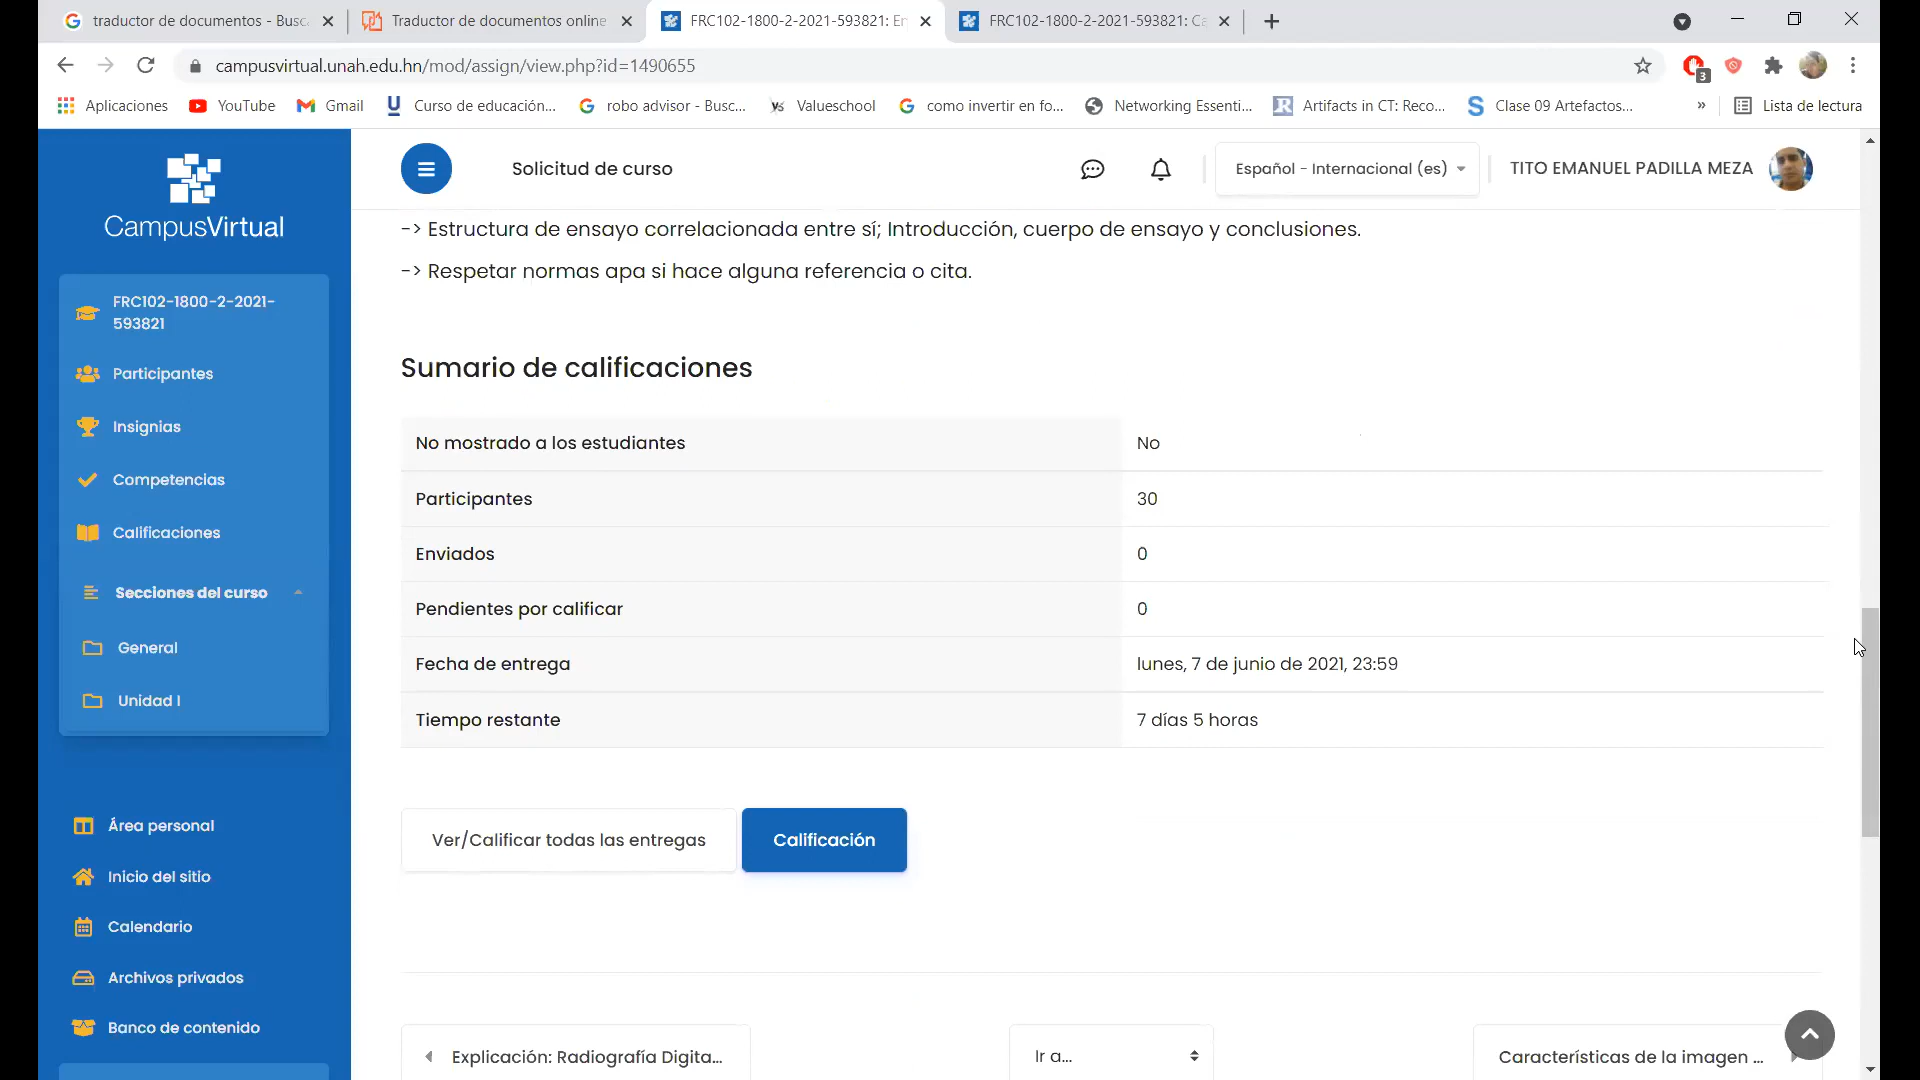 traductor de documentos - Busc
Traductor de documentos online
FRC102-1800-2-2021-593821: En
FRC102-1800-2-2021-593821: Ca
campusvirtual.unah.edu.hn/mod/assign/view.php?id=1490655
3
Aplicaciones
YouTube
Gmail
Curso de educación...
robo advisor - Busc...
Valueschool
como invertir en fo...
Networking Essenti...
Artifacts in CT: Reco...
Clase 09 Artefactos...
»
Lista de lectura
CampusVirtual
Solicitud de curso
Español - Internacional (es)
TITO EMANUEL PADILLA MEZA
FRC102-1800-2-2021-
593821
Participantes
Insignias
Competencias
Calificaciones
Secciones del curso
General
Unidad I
Área personal
Inicio del sitio
Calendario
Archivos privados
Banco de contenido
-> Estructura de ensayo correlacionada entre sí; Introducción, cuerpo de ensayo y conclusiones.
-> Respetar normas apa si hace alguna referencia o cita.
Sumario de calificaciones
No mostrado a los estudiantes No
Participantes 30
Enviados 0
Pendientes por calificar 0
Fecha de entrega lunes, 7 de junio de 2021, 23:59
Tiempo restante 7 días 5 horas
Ver/Calificar todas las entregas
Calificación
Explicación: Radiografía Digita...
Ir a...
Características de la imagen ...